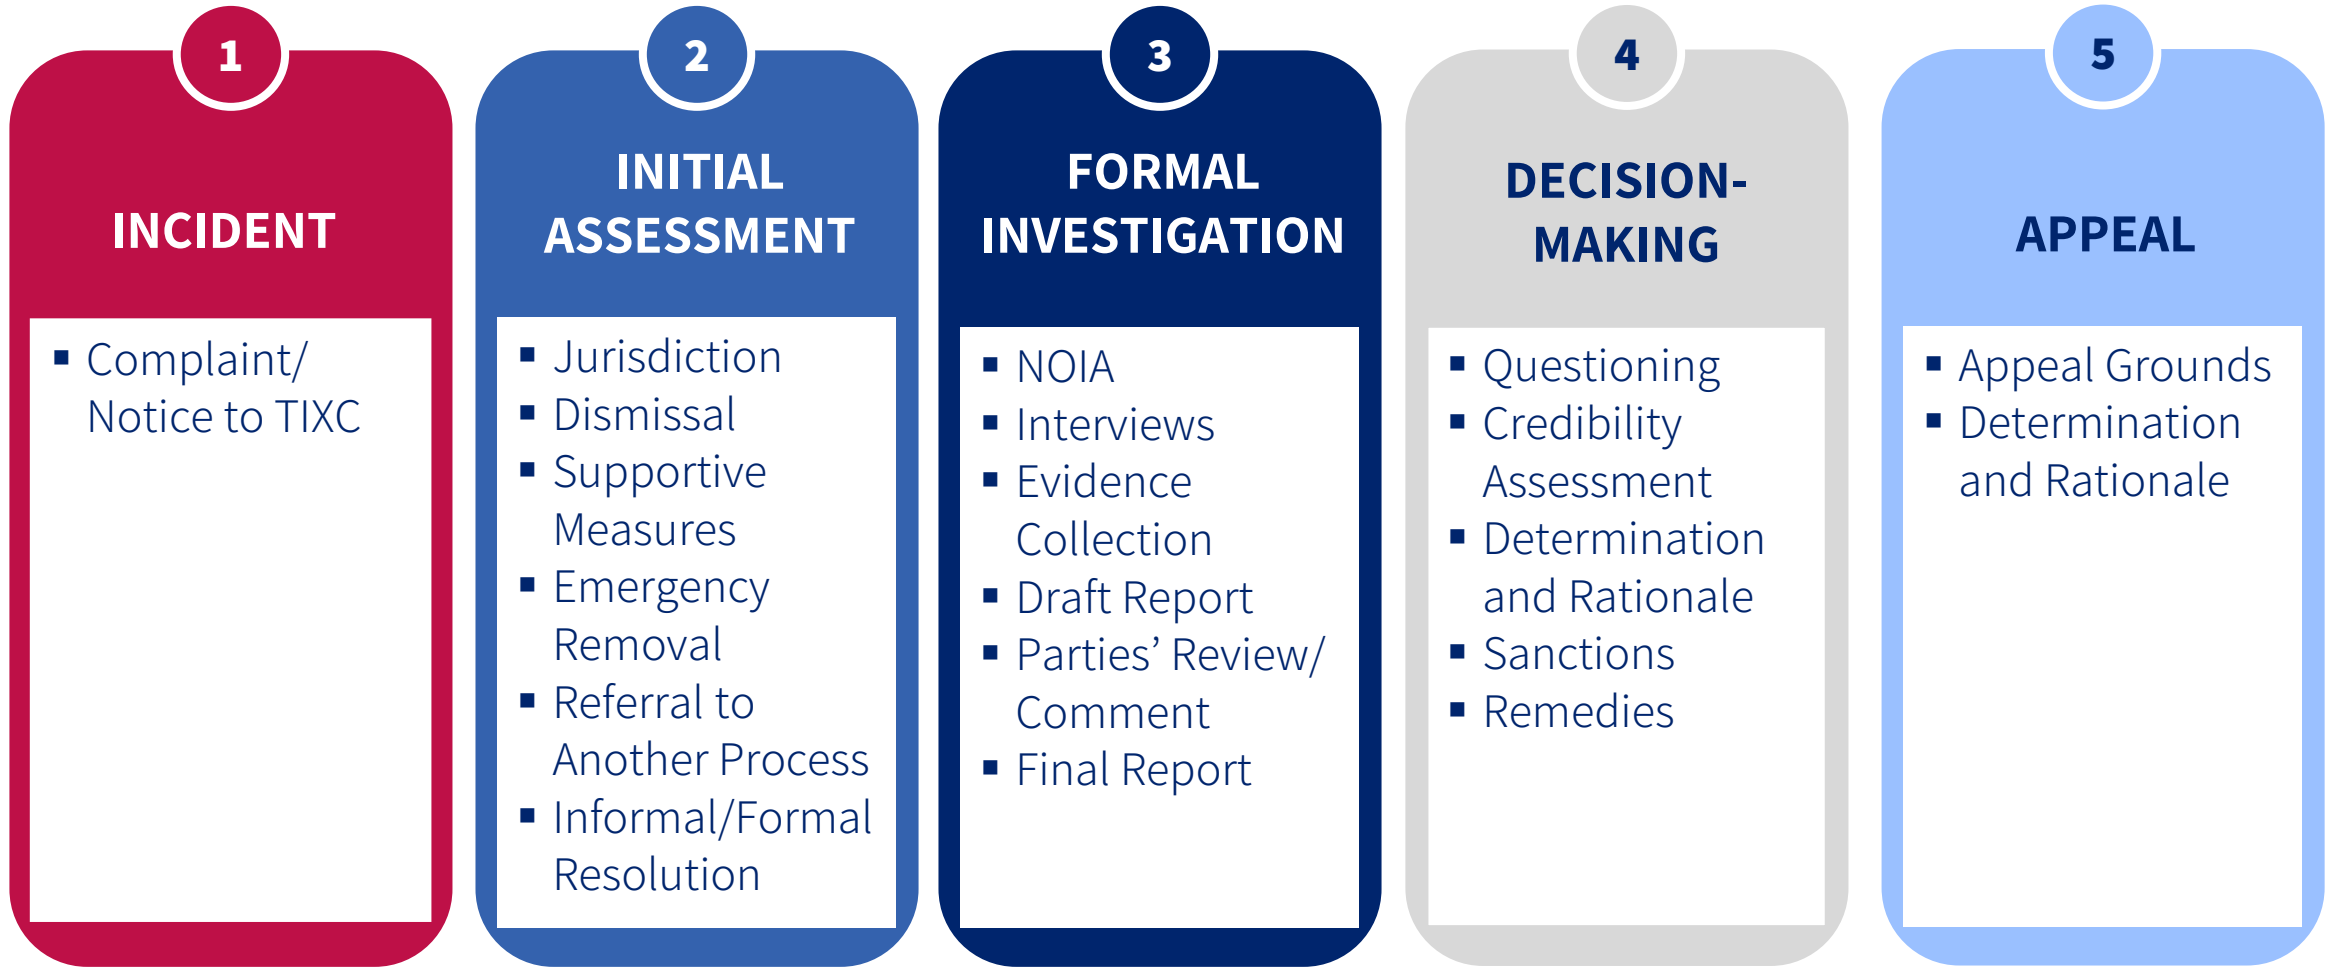 1
INCIDENT
▪ Complaint/
Notice to TIXC
2
INITIAL
ASSESSMENT
▪ Jurisdiction
▪ Dismissal
▪ Supportive
Measures
▪ Emergency
Removal
▪ Referral to
Another Process
▪ Informal/Formal
Resolution
3
FORMAL
INVESTIGATION
▪ NOIA
▪ Interviews
▪ Evidence
Collection
▪ Draft Report
▪ Parties’ Review/
Comment
▪ Final Report
4
DECISION-
MAKING
▪ Questioning
▪ Credibility
Assessment
▪ Determination
and Rationale
▪ Sanctions
▪ Remedies
5
APPEAL
▪ Appeal Grounds
▪ Determination
and Rationale